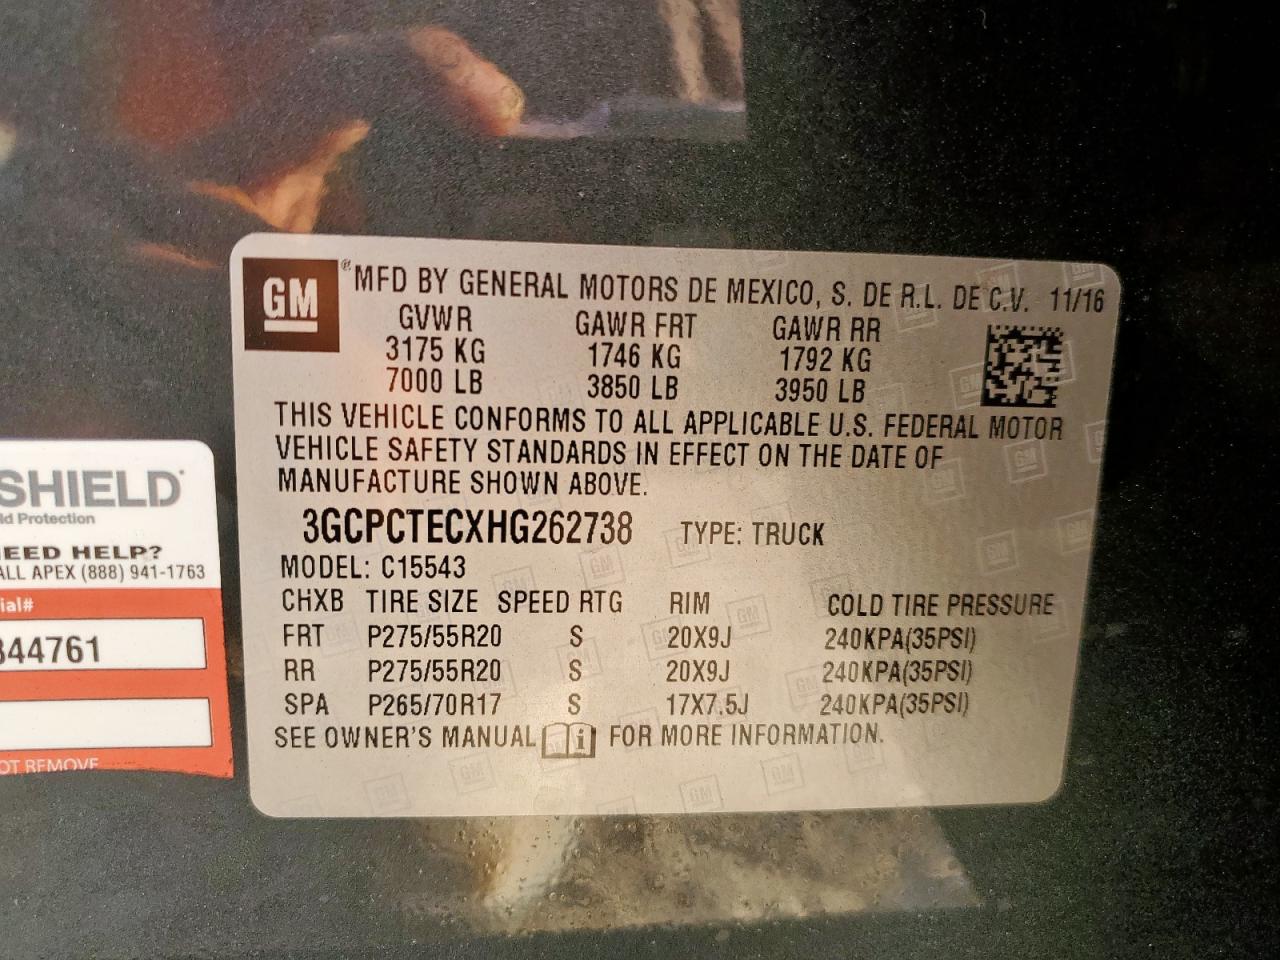 GM
® MFD BY GENERAL MOTORS DE MEXICO, S. DE R.L. DE C.V. 11/16
GVWR GAWR FRT GAWR RR
3175 KG 1746 KG 1792 KG
7000 LB 3850 LB 3950 LB
THIS VEHICLE CONFORMS TO ALL APPLICABLE U.S. FEDERAL MOTOR
VEHICLE SAFETY STANDARDS IN EFFECT ON THE DATE OF
MANUFACTURE SHOWN ABOVE.
3GCPCTECXHG262738 TYPE: TRUCK
MODEL: C15543
CHXB TIRE SIZE SPEED RTG RIM COLD TIRE PRESSURE
FRT P275/55R20 S 20X9J 240KPA(35PSI)
RR P275/55R20 S 20X9J 240KPA(35PSI)
SPA P265/70R17 S 17X7.5J 240KPA(35PSI)
SEE OWNER'S MANUAL i FOR MORE INFORMATION.
SHIELD
ld Protection
EED HELP?
ALL APEX (888) 941-1763
ial#
44761
OT REMOVE